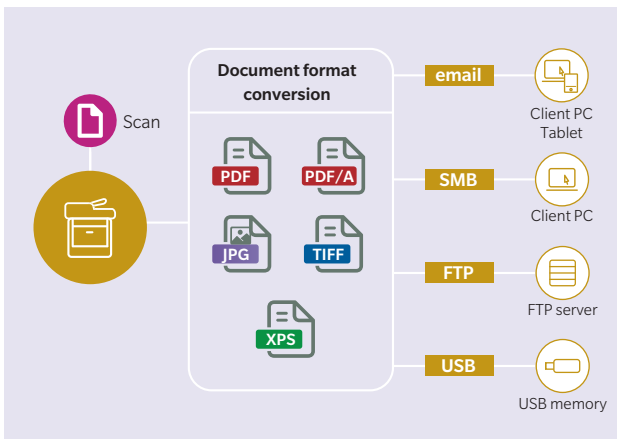 Scan
Document format
conversion
PDF
PDF/A
JPG
TIFF
XPS
email
Client PC
Tablet
SMB
Client PC
FTP
FTP server
USB
USB memory